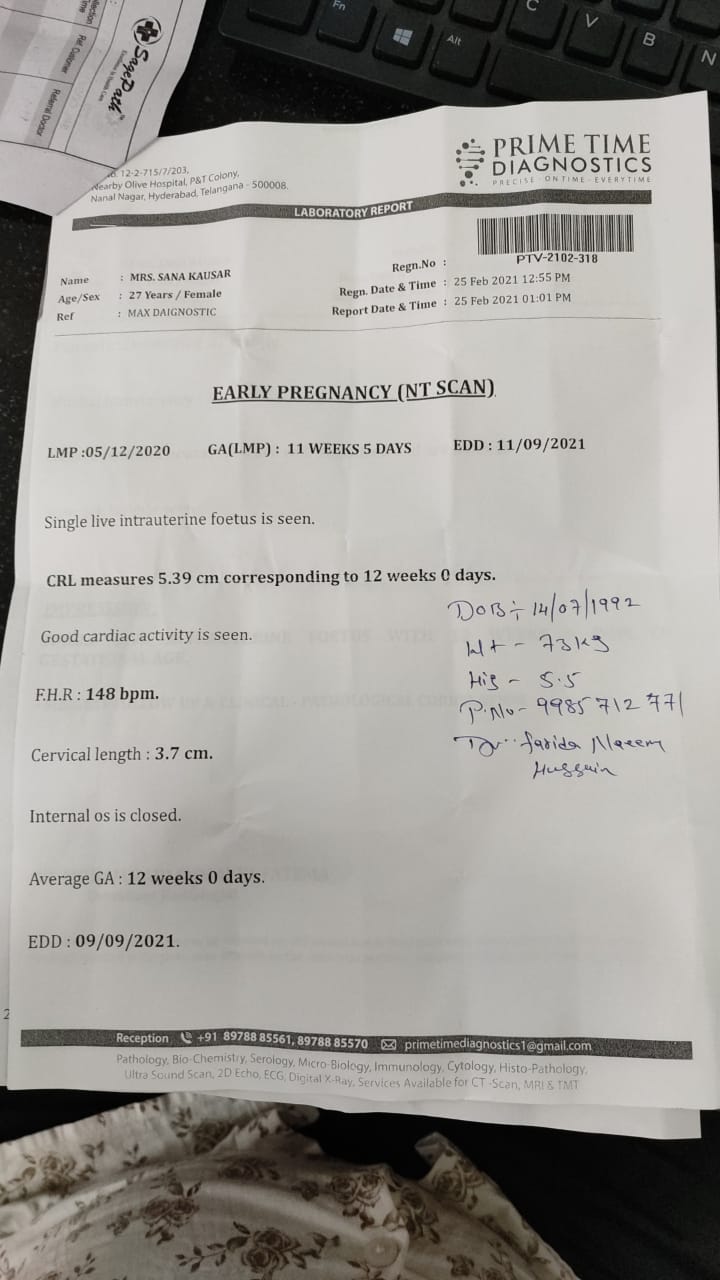 SagePath
Ref. Customer
Referral Doctor
Fn
Alt
C
V
B
N
12-2-715/7/203,
Nearby Olive Hospital, P&T Colony,
Nanal Nagar, Hyderabad, Telangana - 500008.
PRIME TIME
DIAGNOSTICS
PRECISE - ON TIME - EVERYTIME
LABORATORY REPORT
Regn.No : PTV-2102-318
Name : MRS. SANA KAUSAR
Regn. Date & Time : 25 Feb 2021 12:55 PM
Age/Sex : 27 Years / Female
Report Date & Time : 25 Feb 2021 01:01 PM
Ref : MAX DAIGNOSTIC
EARLY PREGNANCY (NT SCAN)
LMP :05/12/2020 GA(LMP) : 11 WEEKS 5 DAYS EDD : 11/09/2021
Single live intrauterine foetus is seen.
CRL measures 5.39 cm corresponding to 12 weeks 0 days.
DOB :- 14/07/1992
Good cardiac activity is seen.
Wt - 73kg
Hig - 5.5
F.H.R : 148 bpm.
P.No - 9985 712 771
Dr. farida Naeem
Hussain
Cervical length : 3.7 cm.
Internal os is closed.
Average GA : 12 weeks 0 days.
EDD : 09/09/2021.
Reception +91 89788 85561, 89788 85570 primetimediagnostics1@gmail.com
Pathology, Bio-Chemistry, Serology, Micro-Biology, Immunology, Cytology, Histo-Pathology,
Ultra Sound Scan, 2D Echo, ECG, Digital X-Ray, Services Available for CT -Scan, MRI & TMT